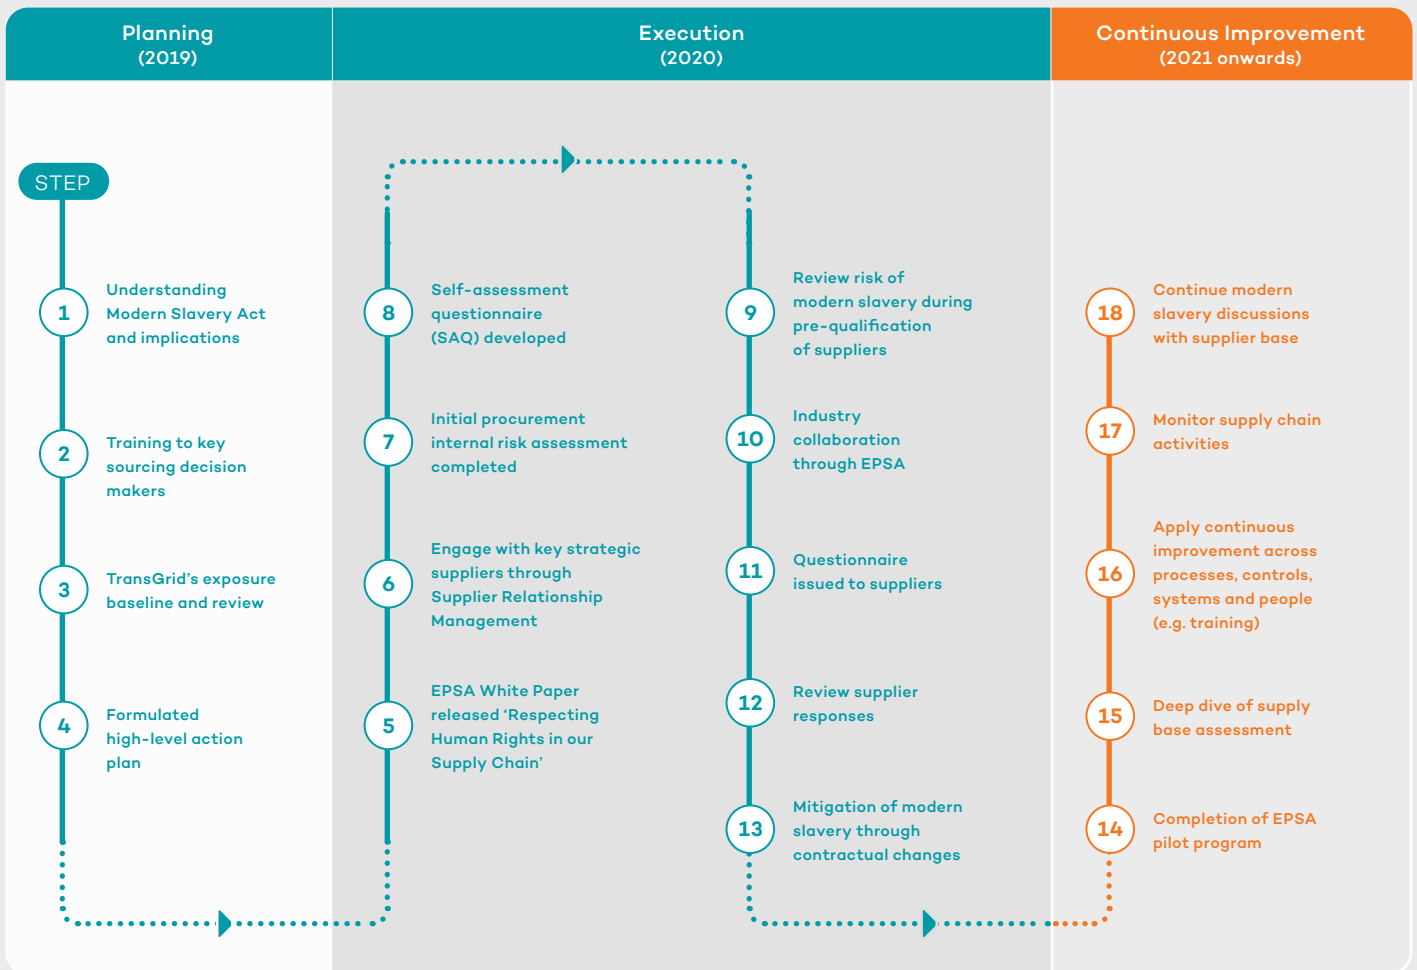 Planning
(2019)
Execution
(2020)
Continuous Improvement
(2021 onwards)
STEP
1
Understanding
Modern Slavery Act
and implications
2
Training to key
sourcing decision
makers
3
TransGrid's exposure
baseline and review
4
Formulated
high-level action
plan
8
Self-assessment
questionnaire
(SAQ) developed
7
Initial procurement
internal risk assessment
completed
6
Engage with key strategic
suppliers through
Supplier Relationship
Management
5
EPSA White Paper
released ‘Respecting
Human Rights in our
Supply Chain’
9
Review risk of
modern slavery during
pre-qualification
of suppliers
10
Industry
collaboration
through EPSA
11
Questionnaire
issued to suppliers
12
Review supplier
responses
13
Mitigation of modern
slavery through
contractual changes
18
Continue modern
slavery discussions
with supplier base
17
Monitor supply chain
activities
16
Apply continuous
improvement across
processes, controls,
systems and people
(e.g. training)
15
Deep dive of supply
base assessment
14
Completion of EPSA
pilot program